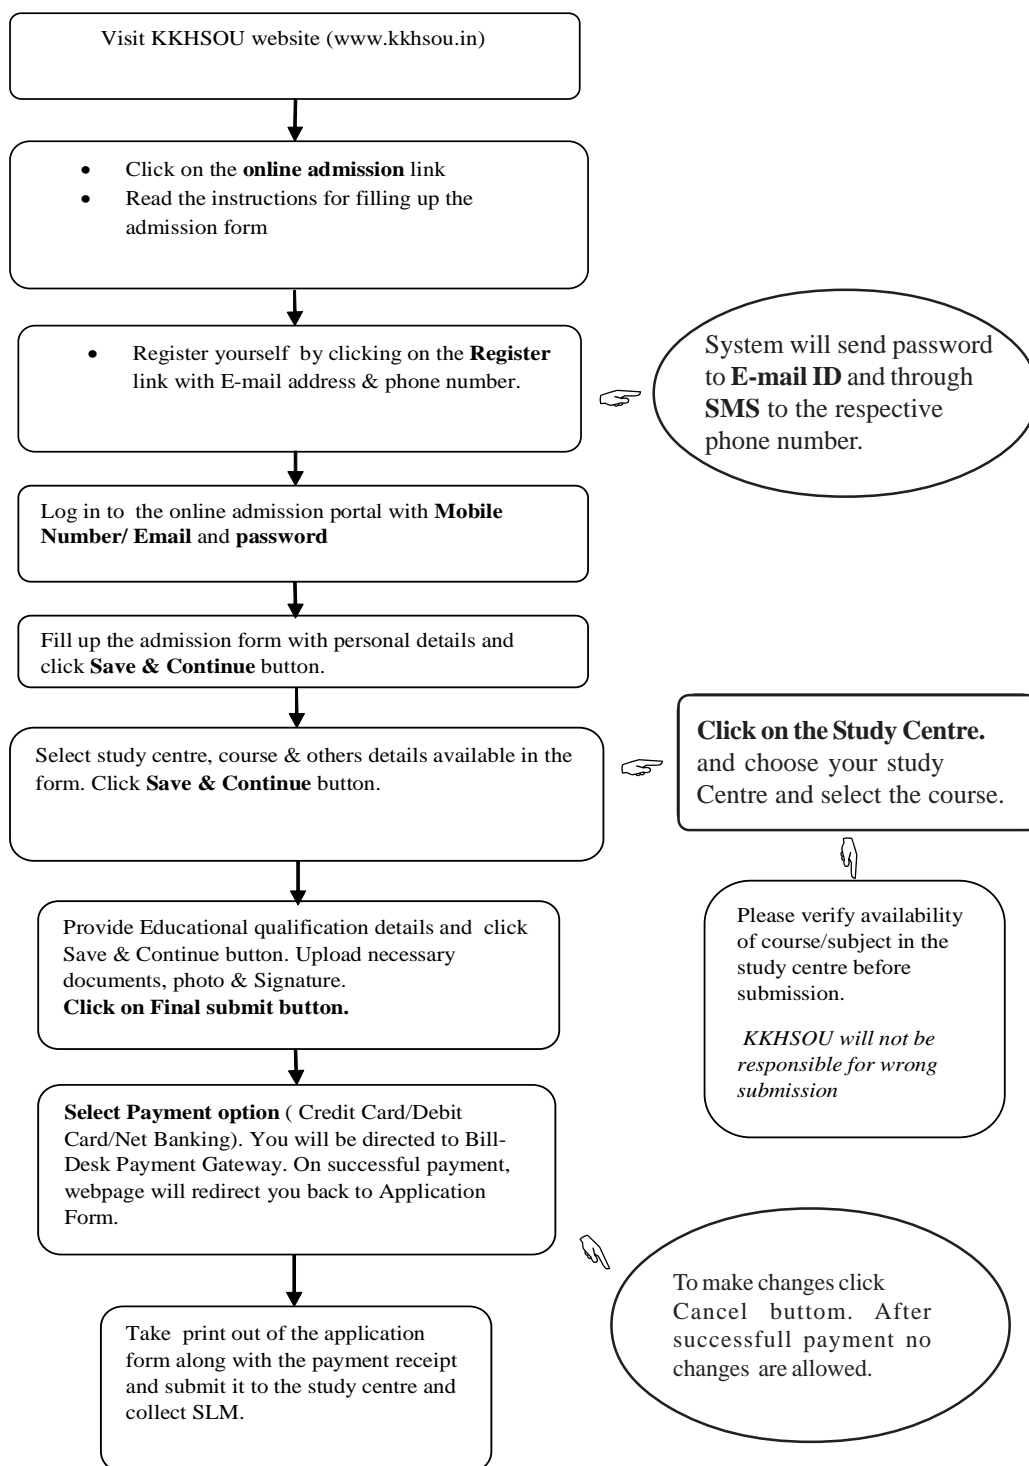 Visit KKHSOU website (www.kkhsou.in)
• Click on the online admission link
• Read the instructions for filling up the
admission form
• Register yourself by clicking on the Register
link with E-mail address & phone number.
System will send password
to E-mail ID and through
SMS to the respective
phone number.
Log in to the online admission portal with Mobile
Number/ Email and password
Fill up the admission form with personal details and
click Save & Continue button.
Select study centre, course & others details available in the
form. Click Save & Continue button.
Click on the Study Centre.
and choose your study
Centre and select the course.
Please verify availability
of course/subject in the
study centre before
submission.
KKHSOU will not be
responsible for wrong
submission
Provide Educational qualification details and click
Save & Continue button. Upload necessary
documents, photo & Signature.
Click on Final submit button.
Select Payment option ( Credit Card/Debit
Card/Net Banking). You will be directed to Bill-
Desk Payment Gateway. On successful payment,
webpage will redirect you back to Application
Form.
To make changes click
Cancel buttom. After
successfull payment no
changes are allowed.
Take print out of the application
form along with the payment receipt
and submit it to the study centre and
collect SLM.